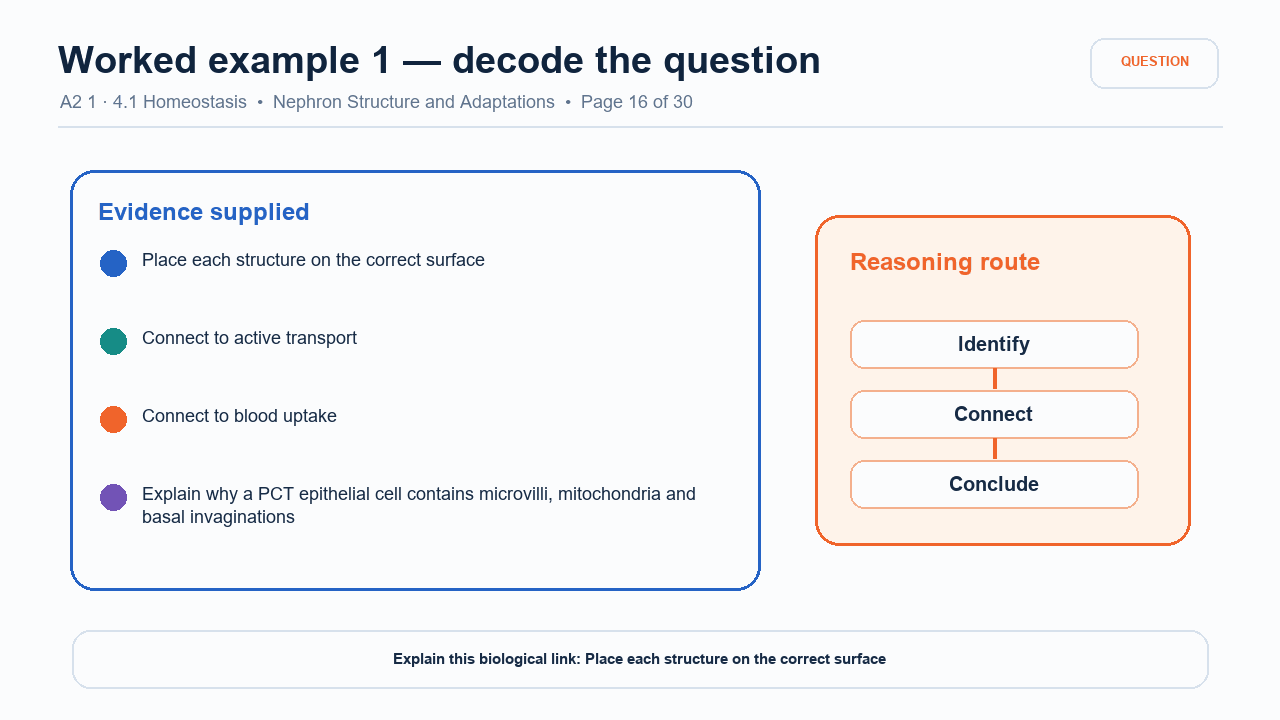 Worked example 1 — decode the question
QUESTION
A2 1 · 4.1 Homeostasis • Nephron Structure and Adaptations • Page 16 of 30
Evidence supplied
Place each structure on the correct surface
Connect to active transport
Connect to blood uptake
Explain why a PCT epithelial cell contains microvilli, mitochondria and
basal invaginations
Reasoning route
Identify
Connect
Conclude
Explain this biological link: Place each structure on the correct surface